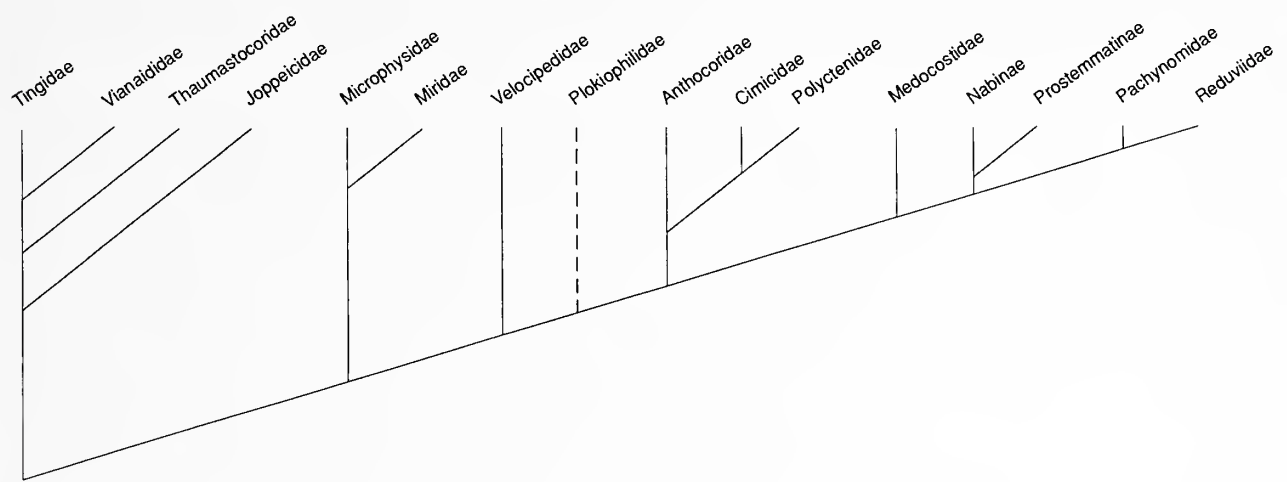 Tingidae
Vianaididae
Thaumastocoridae
Joppeicidae
Microphysidae
Miridae
Velocipedidae
Plokiophilidae
Anthocoridae
Cimicidae
Polyctenidae
Medocostidae
Nabinae
Prostemmatinae
Pachynomidae
Reduviidae